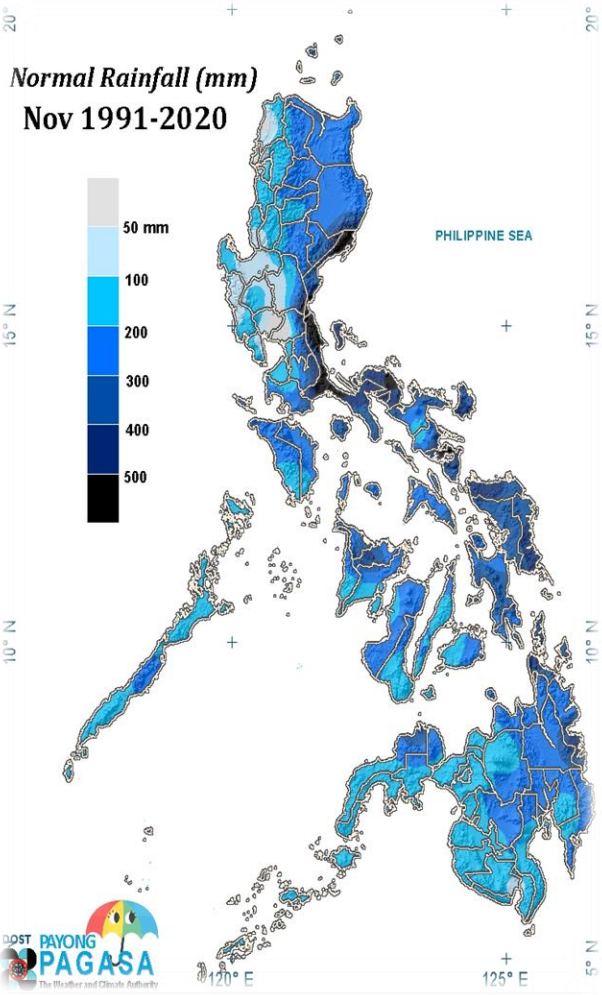 20°
20°
Normal Rainfall (mm)
Nov 1991-2020
50 mm
100
200
300
400
500
PHILIPPINE SEA
15° N
15° N
10° N
10° N
PAYONG
PAGASA
The Weather and Climate Authority
120° E
125° E
5° N